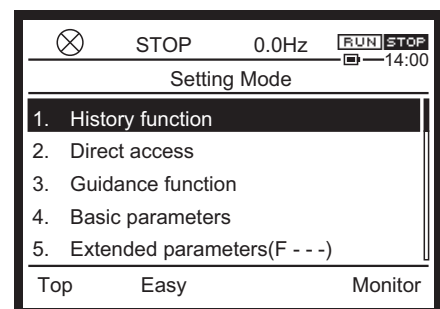 STOP 0.0Hz RUN STOP
14:00
Setting Mode
1. History function
2. Direct access
3. Guidance function
4. Basic parameters
5. Extended parameters(F - - -)
Top Easy Monitor